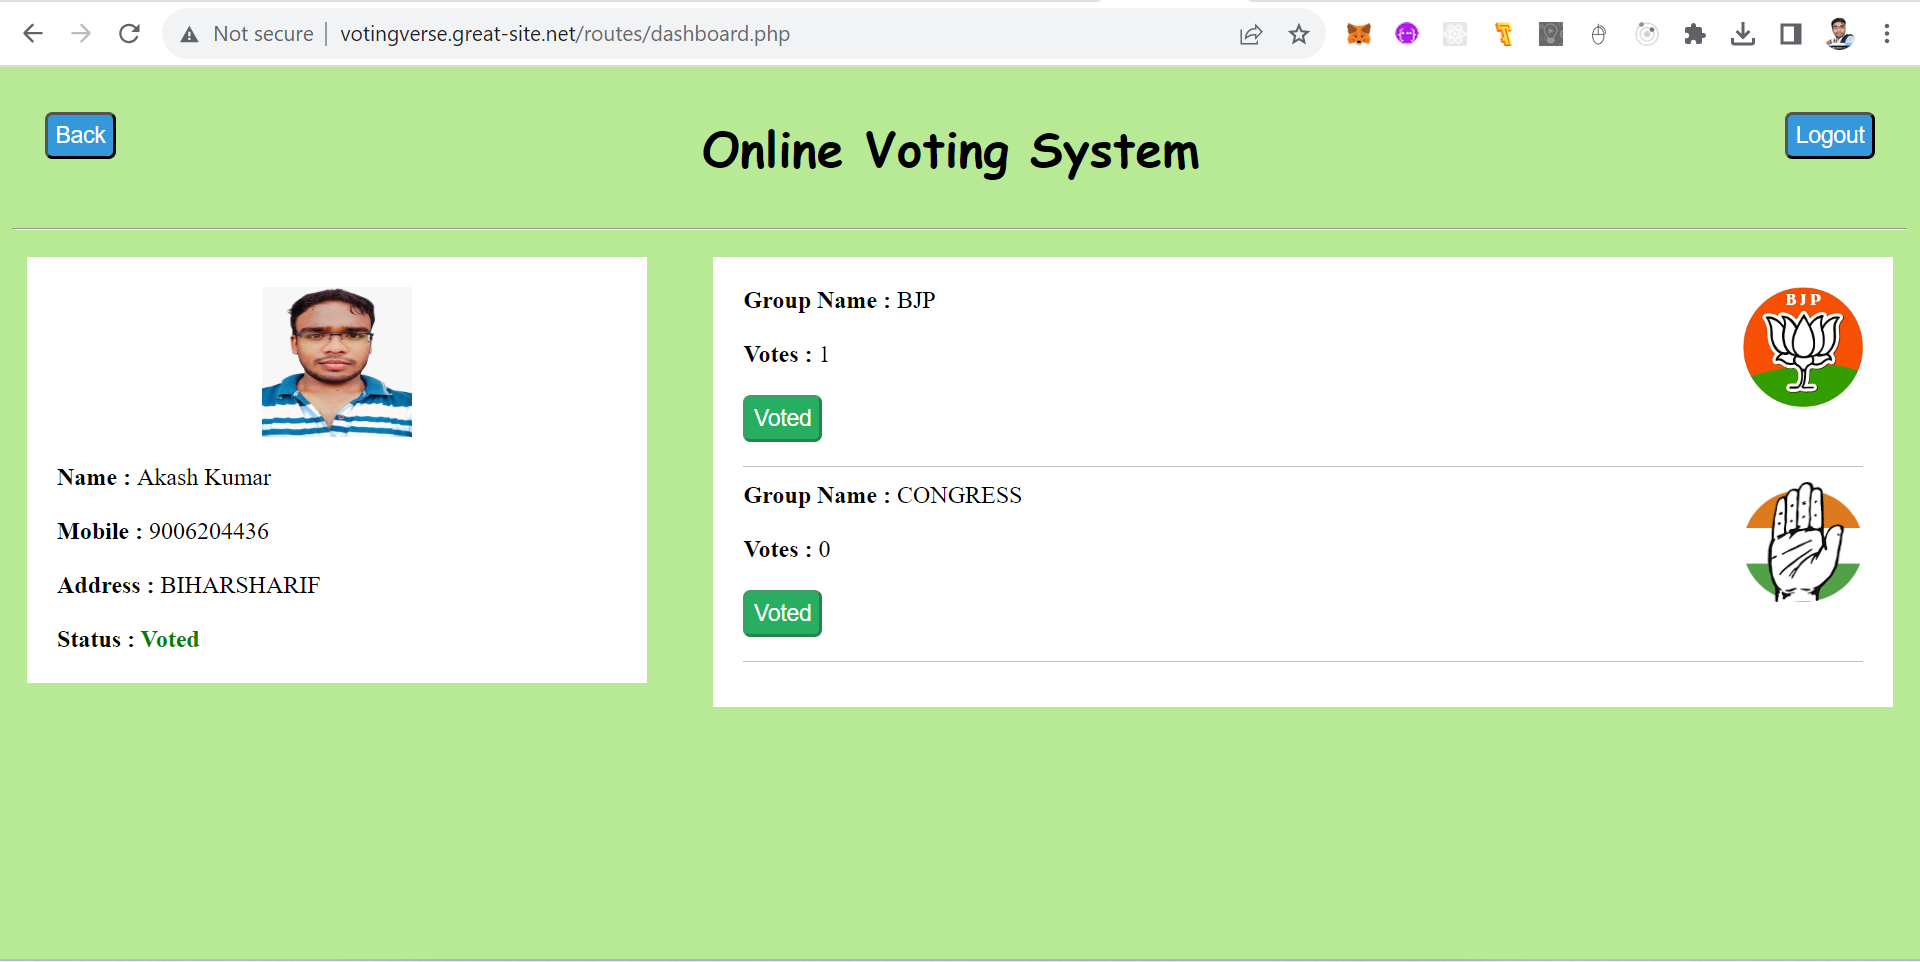 Not secure | votingverse.great-site.net/routes/dashboard.php
Back
Online Voting System
Logout
Name : Akash Kumar
Mobile : 9006204436
Address : BIHARSHARIF
Status : Voted
Group Name : BJP
BJP
Votes : 1
Voted
Group Name : CONGRESS
Votes : 0
Voted